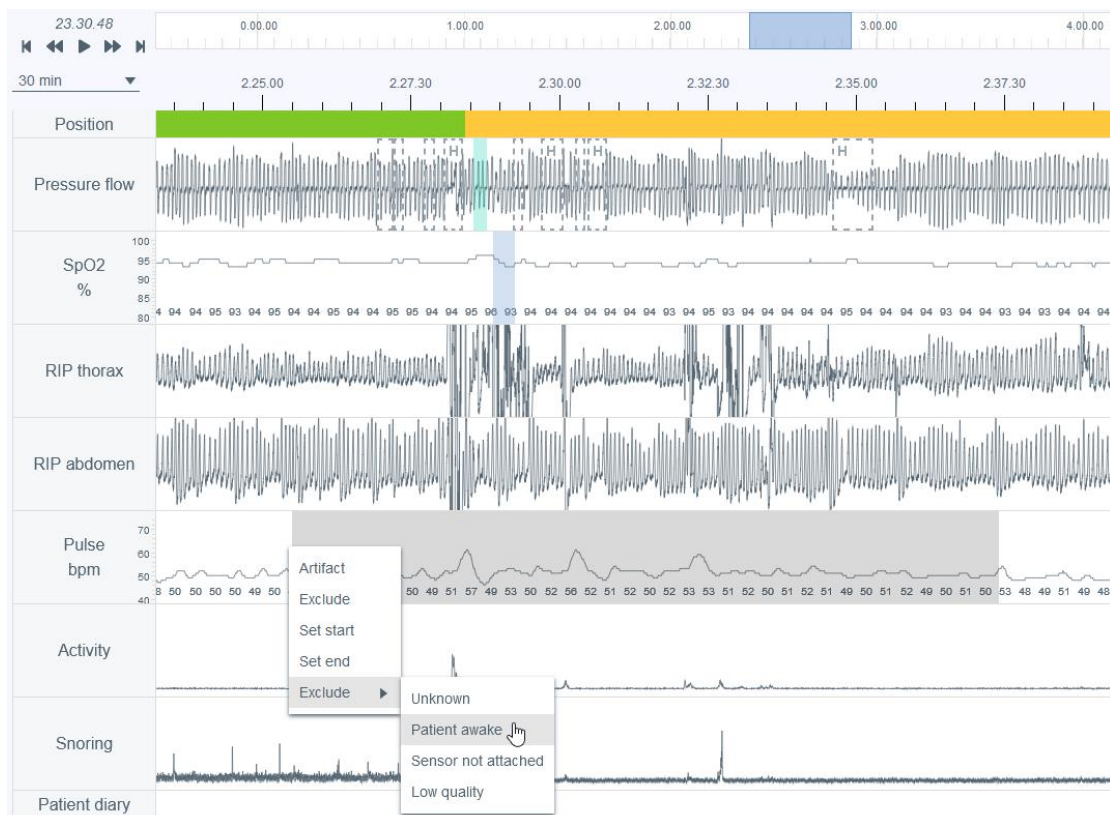 23.30.48
0.00.00 1.00.00 2.00.00 3.00.00 4.00.00
30 min
2.25.00 2.27.30 2.30.00 2.32.30 2.35.00 2.37.30
Position
Pressure flow
H H H H
SpO2
%
100
95
90
85
80
4 94 94 95 93 94 95 94 94 94 94 95 94 94 94 94 95 96 93 94 94 94 94 94 94 94 94 94 95 93 94 94 94 94 94 95 94 94 94 94 93 94 94 94 93 94 94 94 94
RIP thorax
RIP abdomen
Pulse
bpm
70
60
50
40
8 50 50 50 50 49 50
50 49 51 57 49 53 50 52 56 52 51 50 52 50 53 53 51 52 50 52 51 52 51 49 51 52 52 49 50 51 50 53 48 49 51 49 48
Activity
Snoring
Patient diary
Artifact
Exclude
Set start
Set end
Exclude
Unknown
Patient awake
Sensor not attached
Low quality